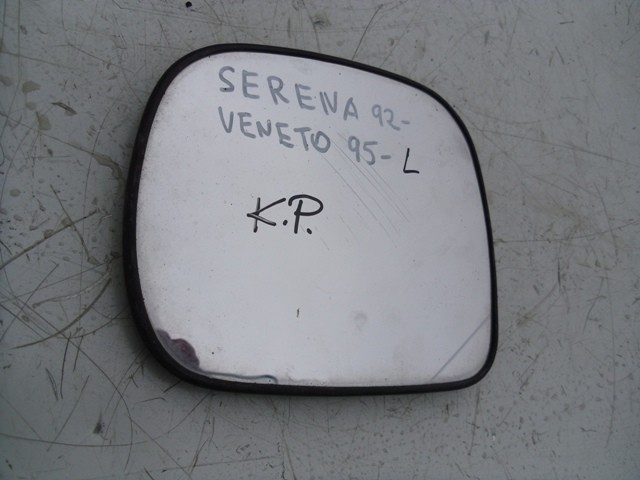 SERENA 92-
VENETO 95- L
K.P.